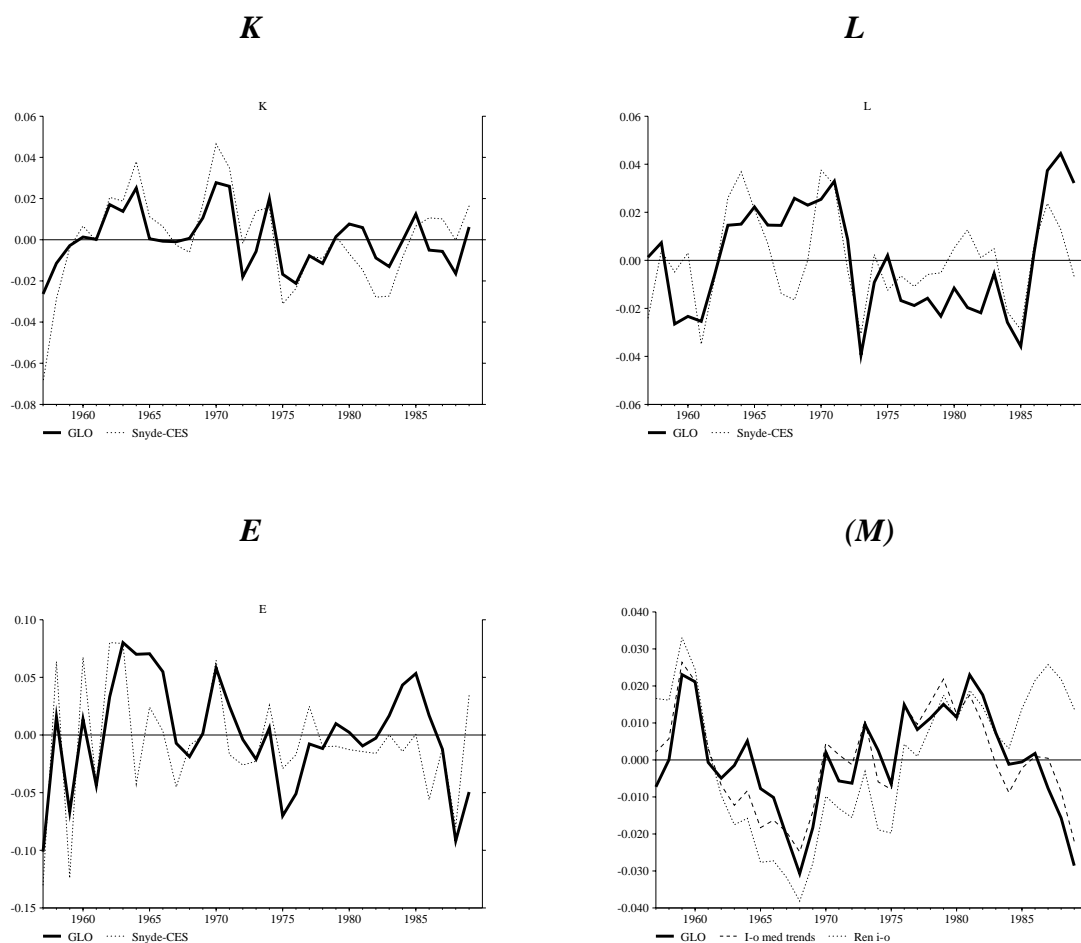 K
L
K
0.06
0.04
0.02
0.00
-0.02
-0.04
-0.06
-0.08
1960 1965 1970 1975 1980 1985
GLO Snyde-CES
L
0.06
0.04
0.02
0.00
-0.02
-0.04
-0.06
1960 1965 1970 1975 1980 1985
GLO Snyde-CES
E
(M)
E
0.10
0.05
0.00
-0.05
-0.10
-0.15
1960 1965 1970 1975 1980 1985
GLO Snyde-CES
0.040
0.030
0.020
0.010
0.000
-0.010
-0.020
-0.030
-0.040
1960 1965 1970 1975 1980 1985
GLO I-o med trends Ren i-o